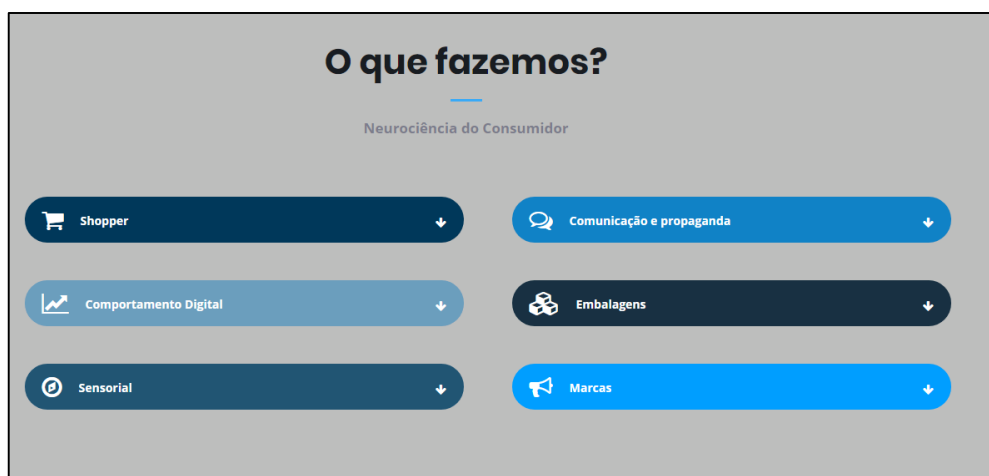 O que fazemos?
Neurociência do Consumidor
Shopper
Comunicação e propaganda
Comportamento Digital
Embalagens
Sensorial
Marcas